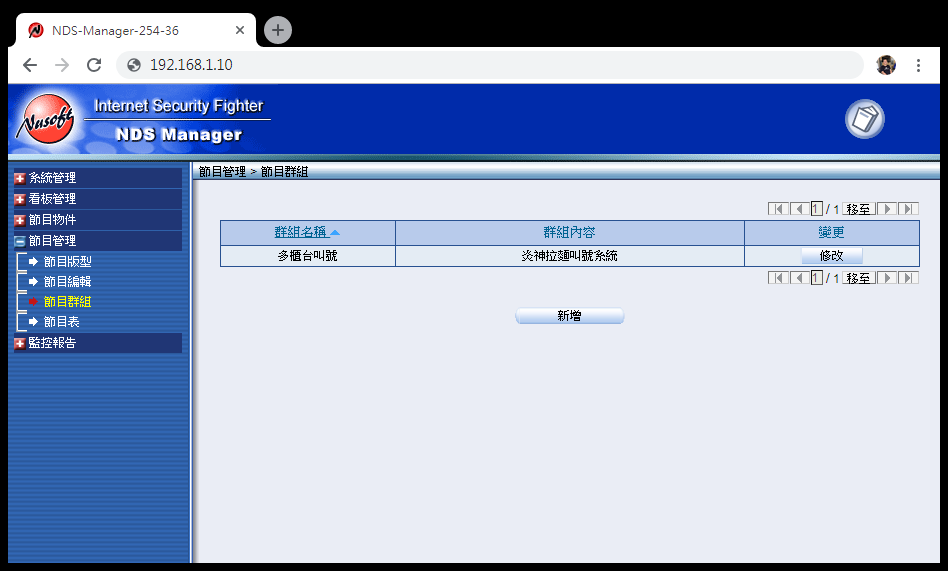 NDS-Manager-254-36
192.168.1.10
Nusoft
Internet Security Fighter
NDS Manager
系統管理
看板管理
節目物件
節目管理
節目版型
節目編輯
節目群組
節目表
監控報告
節目管理 > 節目群組
1 / 1 移至
群組名稱 群組內容 變更
多櫃台叫號 炎神拉麵叫號系統 修改
1 / 1 移至
新增